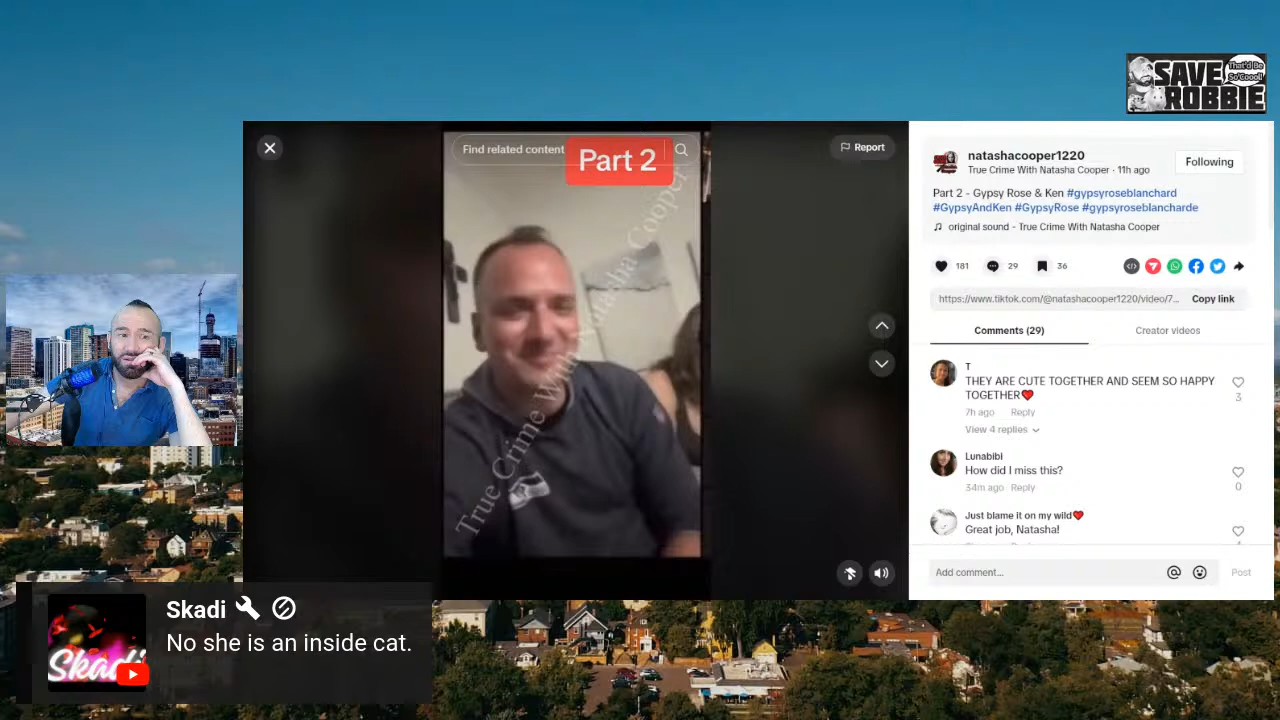 That'd Be
So Coool!
SAVE
ROBBIE
Find related content
Part 2
Report
True Crime With Natasha Cooper
natashacooper1220
True Crime With Natasha Cooper · 11h ago
Following
Part 2 - Gypsy Rose & Ken #gypsyroseblanchard
#GypsyAndKen #GypsyRose #gypsyroseblancharde
original sound - True Crime With Natasha Cooper
181
29
36
https://www.tiktok.com/@natashacooper1220/video/7...
Copy link
Comments (29)
Creator videos
T
THEY ARE CUTE TOGETHER AND SEEM SO HAPPY
TOGETHER❤️
3
7h ago Reply
View 4 replies
Lunabibi
How did I miss this?
34m ago Reply
0
Just blame it on my wild❤️
Great job, Natasha!
Add comment...
Post
Skadi
Skadi
No she is an inside cat.